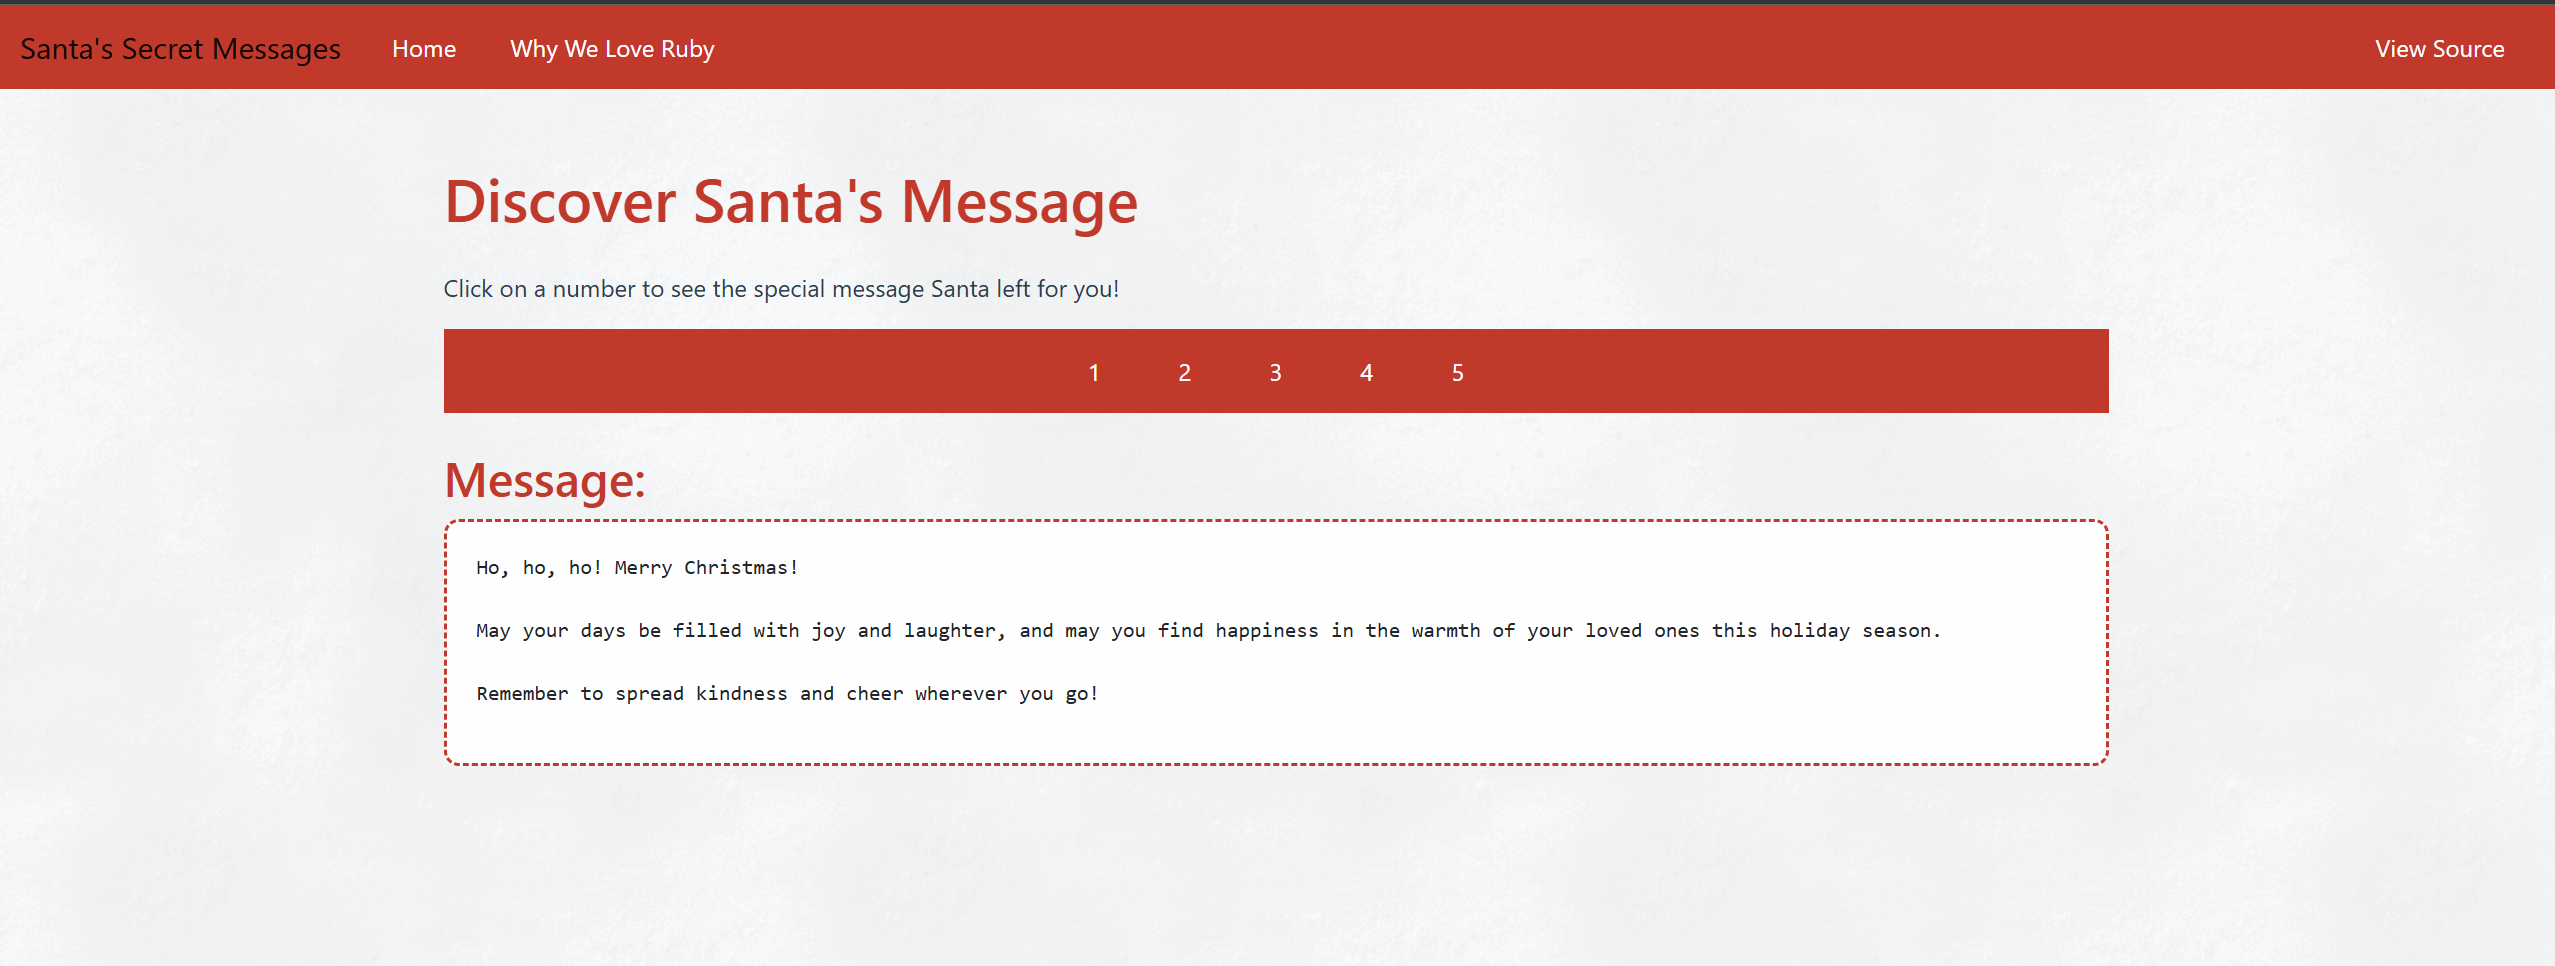 Santa's Secret Messages Home Why We Love Ruby View Source
Discover Santa's Message
Click on a number to see the special message Santa left for you!
1 2 3 4 5
Message:
Ho, ho, ho! Merry Christmas!
May your days be filled with joy and laughter, and may you find happiness in the warmth of your loved ones this holiday season.
Remember to spread kindness and cheer wherever you go!